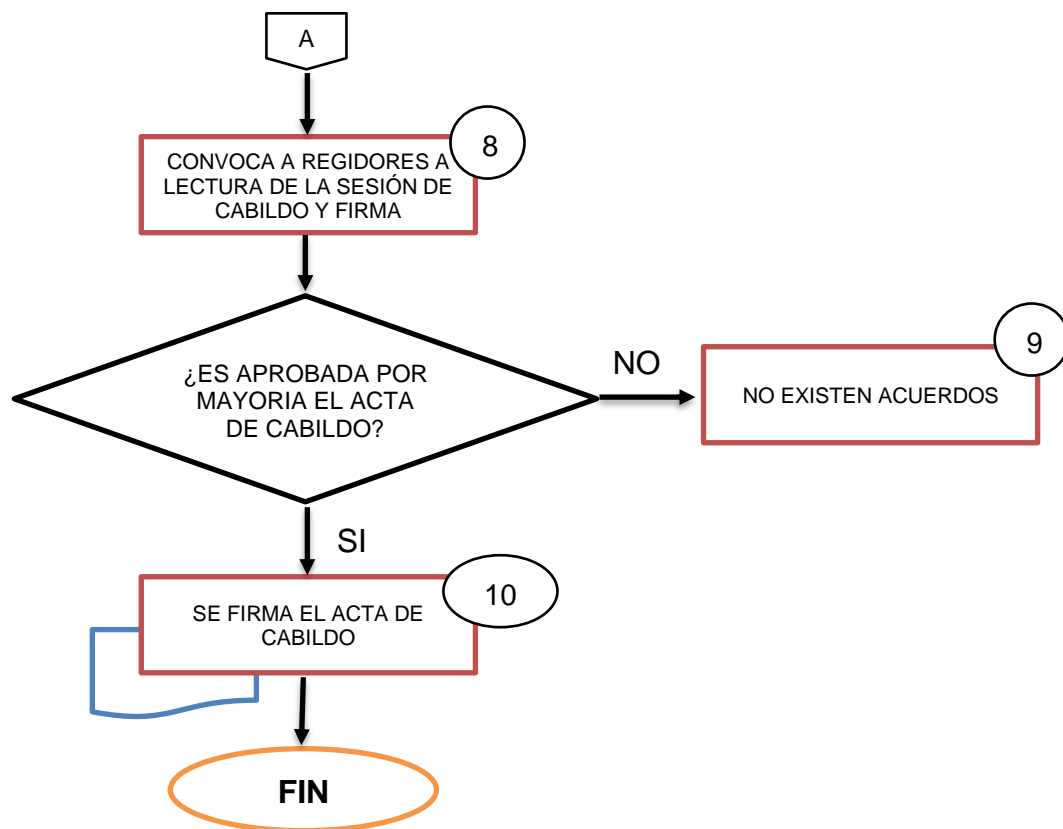 A
8
CONVOCA A REGIDORES A
LECTURA DE LA SESIÓN DE
CABILDO Y FIRMA
¿ES APROBADA POR
MAYORIA EL ACTA
DE CABILDO?
NO
9
NO EXISTEN ACUERDOS
SI
10
SE FIRMA EL ACTA DE
CABILDO
FIN